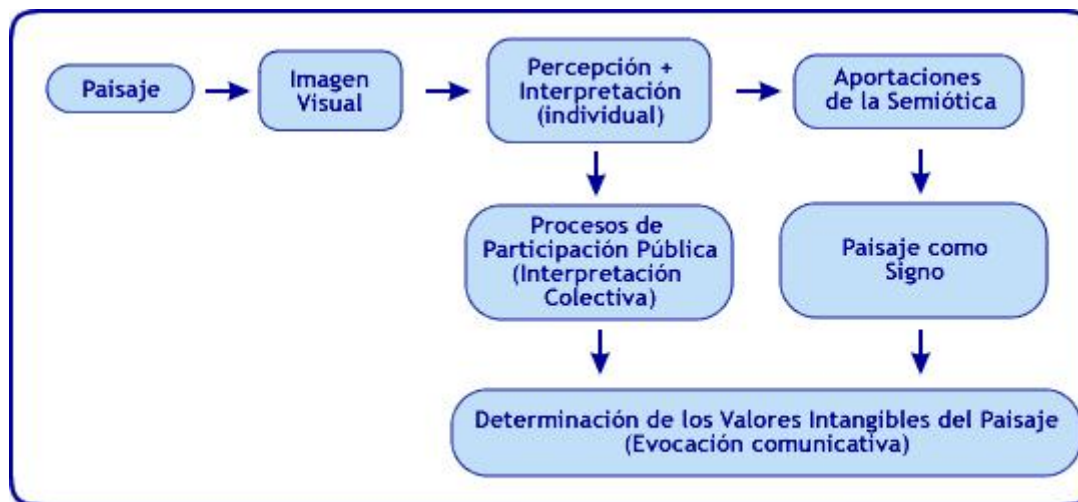 Paisaje
Imagen
Visual
Percepción +
Interpretación
(individual)
Aportaciones
de la Semiótica
Procesos de
Participación Pública
(Interpretación
Colectiva)
Paisaje como
Signo
Determinación de los Valores Intangibles del Paisaje
(Evocación comunicativa)